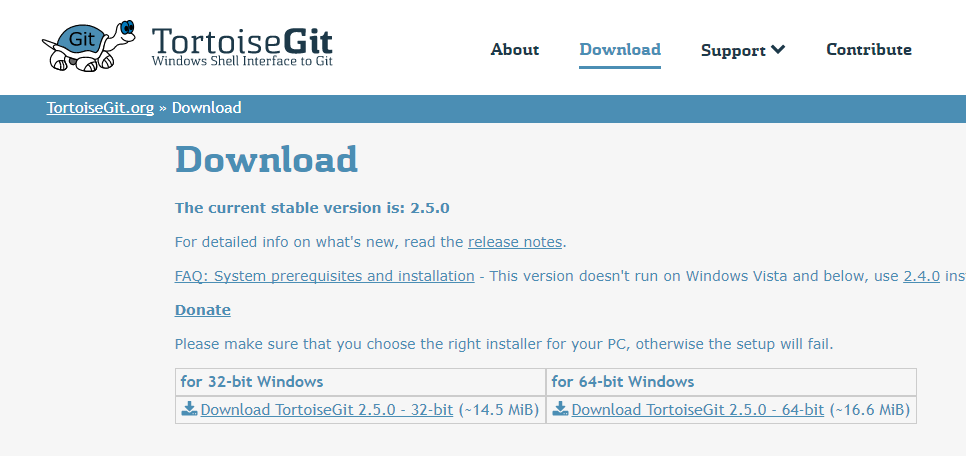 Git
TortoiseGit
Windows Shell Interface to Git
About Download Support Contribute
TortoiseGit.org » Download
Download
The current stable version is: 2.5.0
For detailed info on what's new, read the release notes.
FAQ: System prerequisites and installation - This version doesn't run on Windows Vista and below, use 2.4.0 ins
Donate
Please make sure that you choose the right installer for your PC, otherwise the setup will fail.
for 32-bit Windows for 64-bit Windows
Download TortoiseGit 2.5.0 - 32-bit (~14.5 MiB) Download TortoiseGit 2.5.0 - 64-bit (~16.6 MiB)